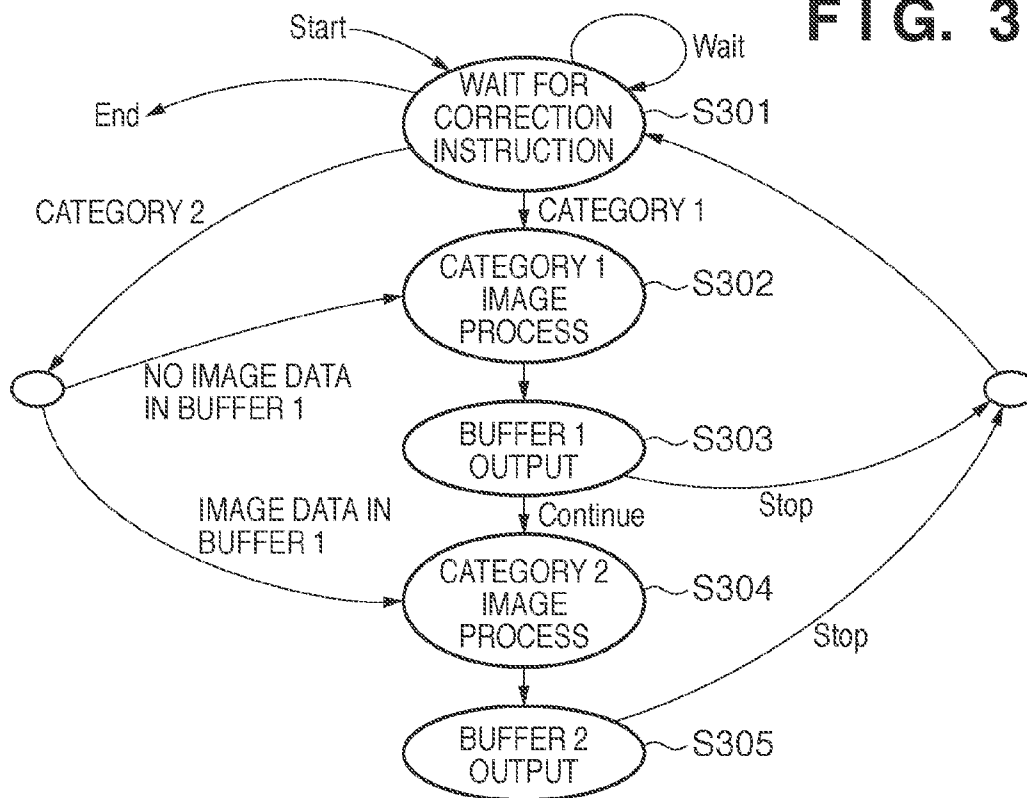 FIG. 3
Start
Wait
WAIT FOR
CORRECTION
INSTRUCTION
S301
End
CATEGORY 2
CATEGORY 1
CATEGORY 1
IMAGE
PROCESS
S302
NO IMAGE DATA
IN BUFFER 1
BUFFER 1
OUTPUT
S303
Stop
IMAGE DATA IN
BUFFER 1
Continue
CATEGORY 2
IMAGE
PROCESS
S304
Stop
BUFFER 2
OUTPUT
S305